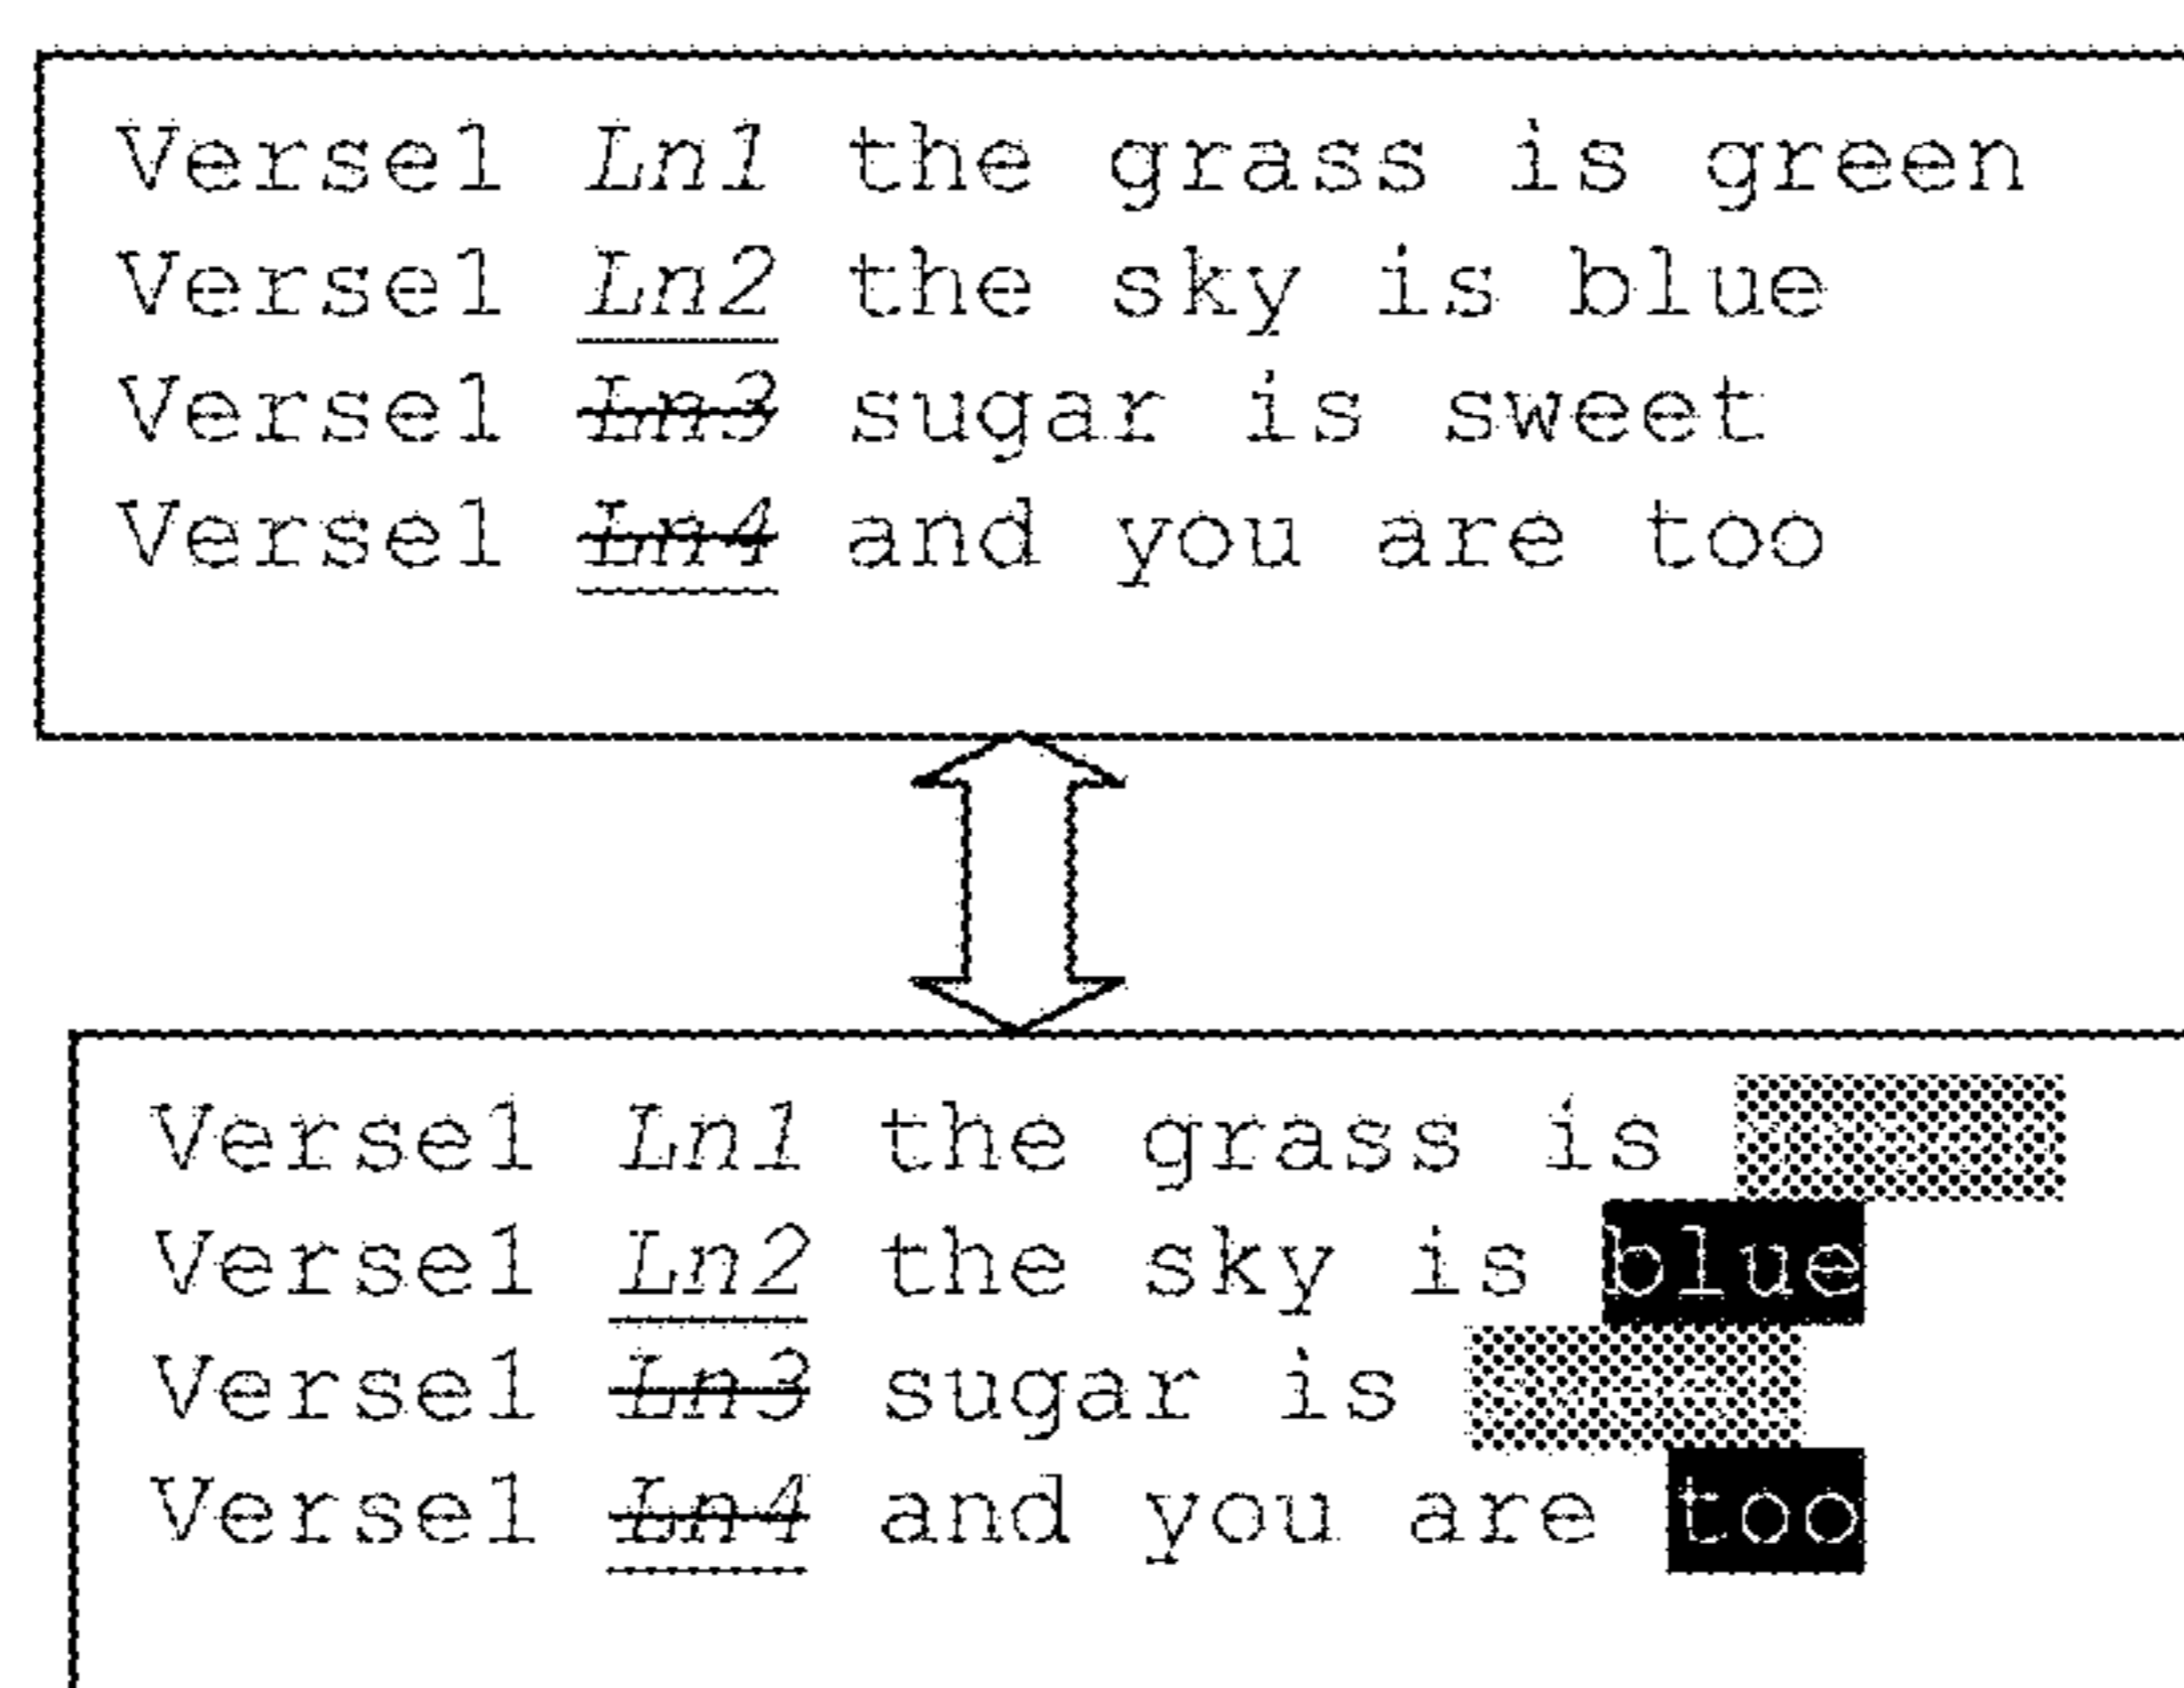 Verse1 Ln1 the grass is green
Verse1 Ln2 the sky is blue
Verse1 Ln3 sugar is sweet
Verse1 Ln4 and you are too
Verse1 Ln1 the grass is
Verse1 Ln2 the sky is blue
Verse1 Ln3 sugar is
Verse1 Ln4 and you are too